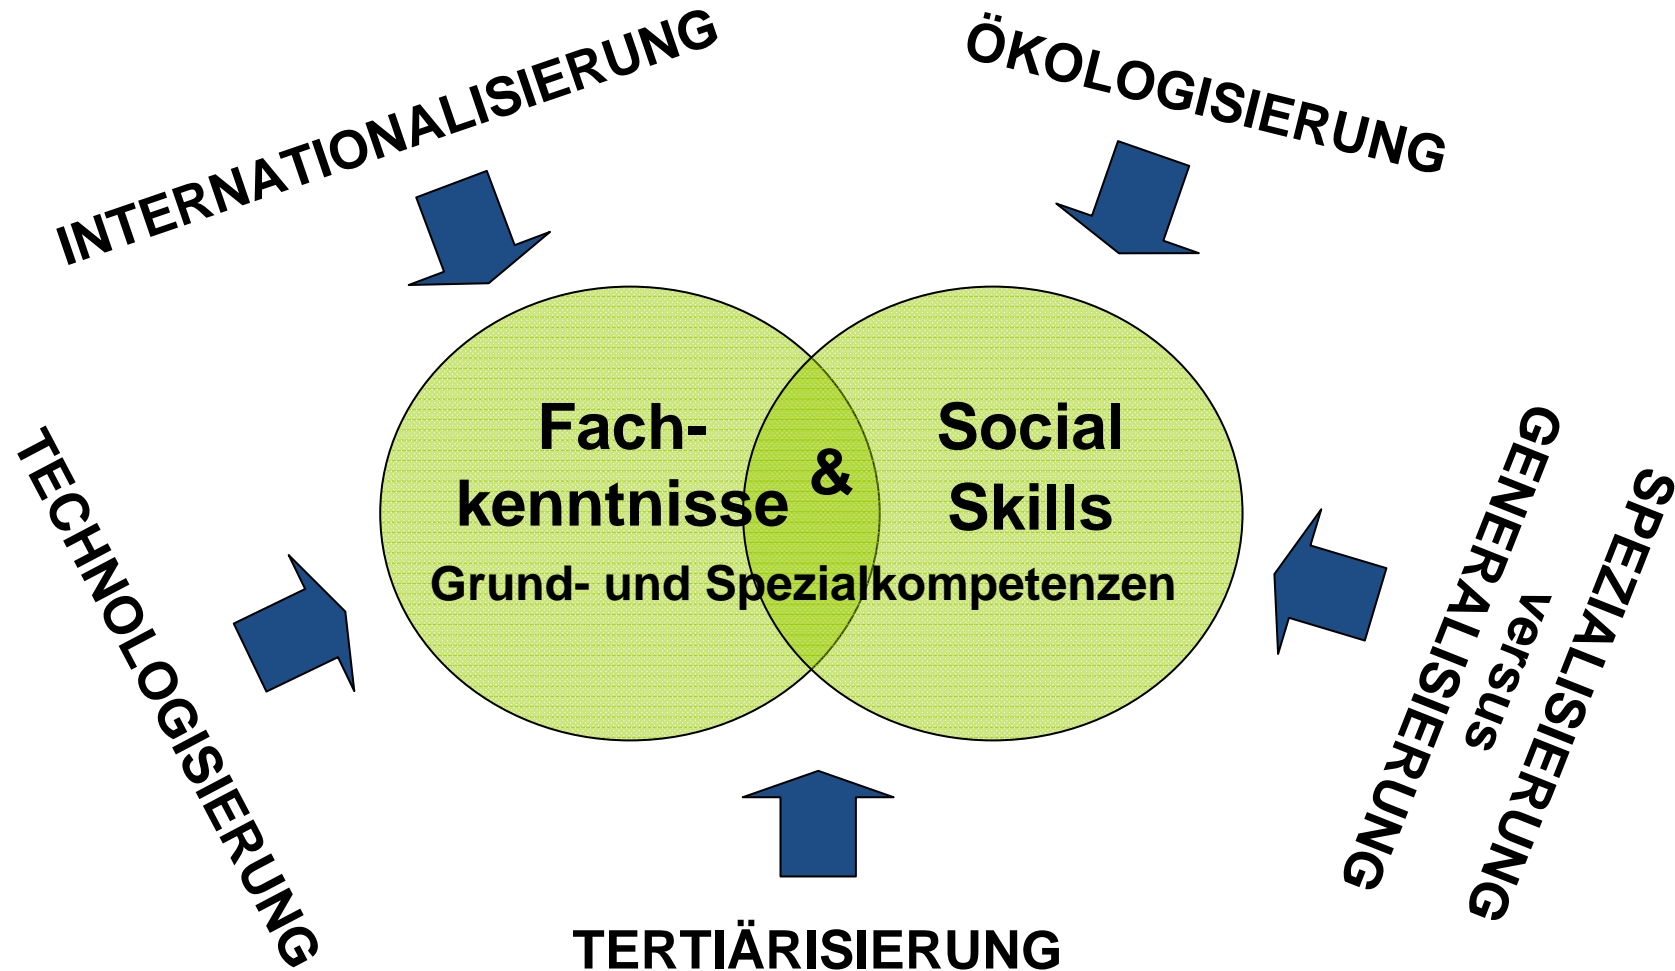 INTERNATIONALISIERUNG
ÖKOLOGISIERUNG
TECHNOLOGISIERUNG
Fach-
kenntnisse
&
Social
Skills
Grund- und Spezialkompetenzen
SPEZIALISIERUNG
versus
GENERALISIERUNG
TERTIÄRISIERUNG